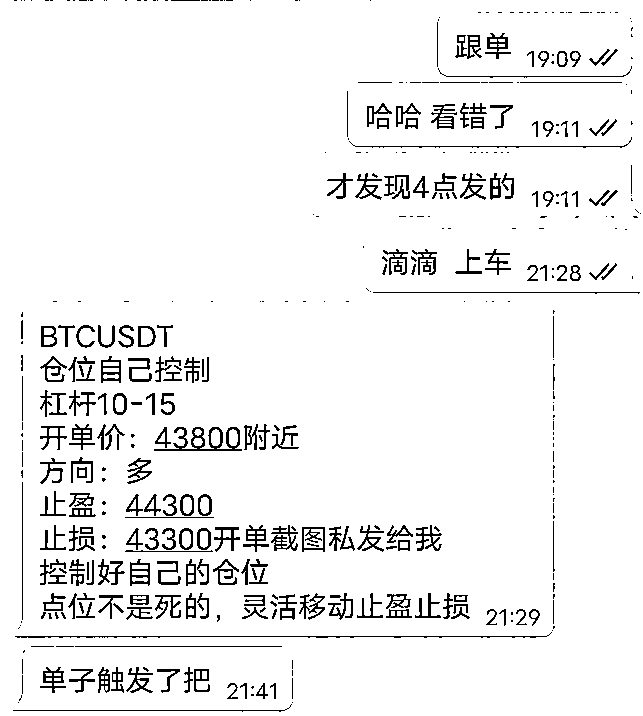 跟单 19:09
哈哈 看错了 19:11
才发现4点发的 19:11
滴滴 上车 21:28
BTCUSDT
仓位自己控制
杠杆10-15
开单价：43800附近
方向：多
止盈：44300
止损：43300开单截图私发给我
控制好自己的仓位
点位不是死的，灵活移动止盈止损 21:29
单子触发了把 21:41